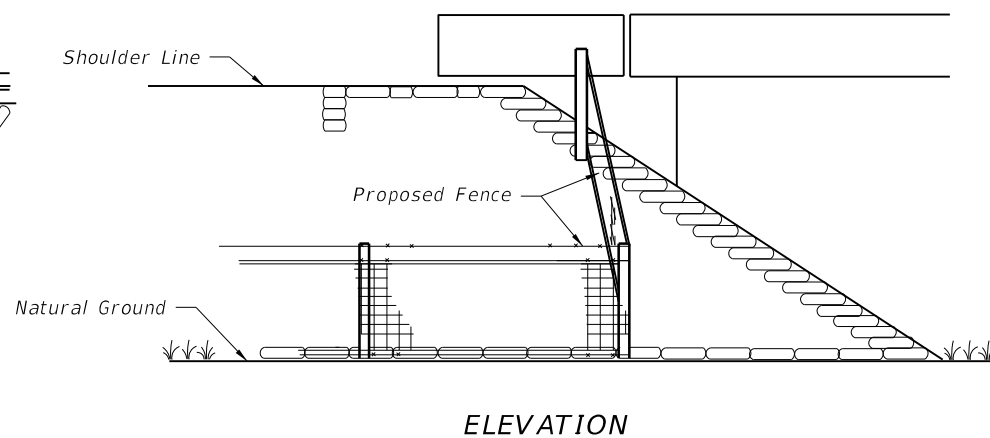 Shoulder Line
Proposed Fence
Natural Ground
ELEVATION